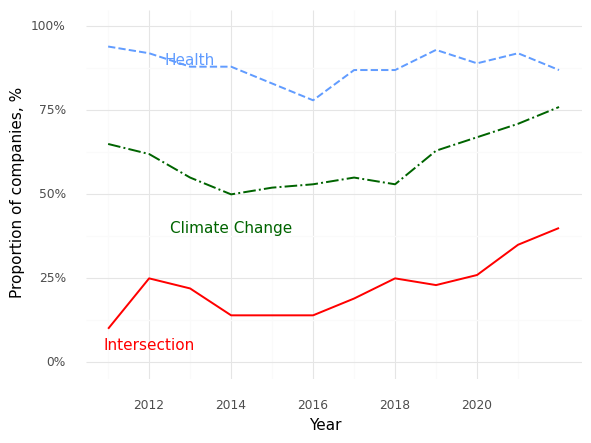 100%
75%
50%
25%
0%
Proportion of companies, %
Health
Climate Change
Intersection
2012
2014
2016
2018
2020
Year